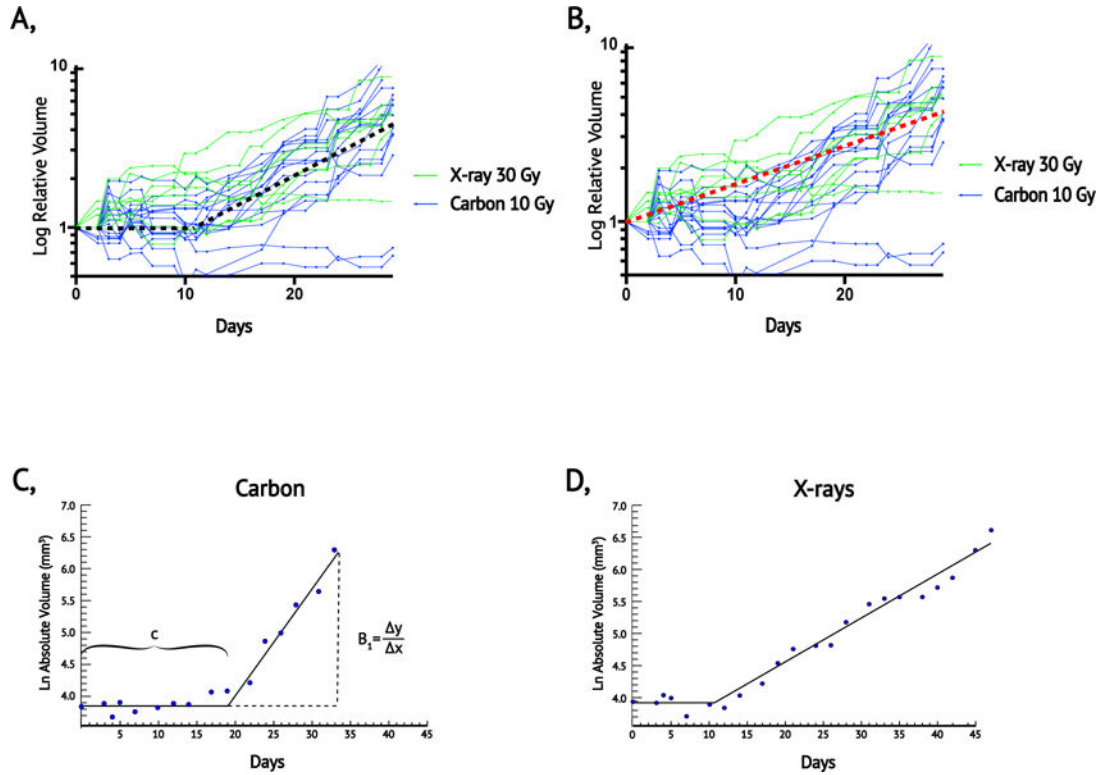 A,
B,
10
1
Log Relative Volume
0
10
20
Days
X-ray 30 Gy
Carbon 10 Gy
10
1
Log Relative Volume
0
10
20
Days
X-ray 30 Gy
Carbon 10 Gy
C,
Carbon
7.0
6.5
6.0
5.5
5.0
4.5
4.0
Ln Absolute Volume (mm³)
C
B₁=Δy/Δx
5
10
15
20
25
30
35
40
45
Days
D,
X-rays
7.0
6.5
6.0
5.5
5.0
4.5
4.0
Ln Absolute Volume (mm³)
0
5
10
15
20
25
30
35
40
45
Days